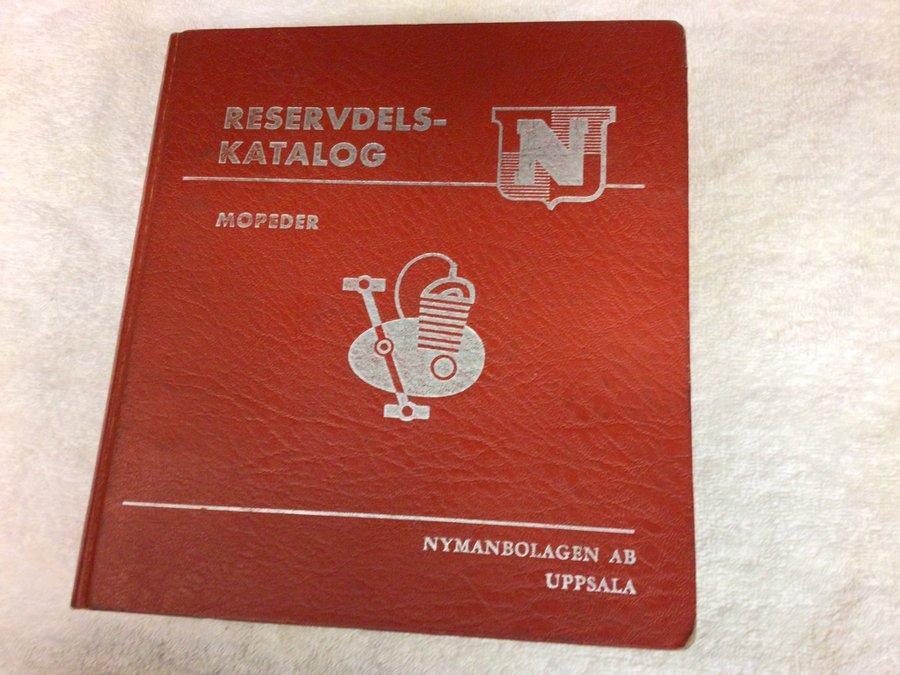 RESERVDELS-
KATALOG
N
MOPEDER
NYMANBOLAGEN AB
UPPSALA